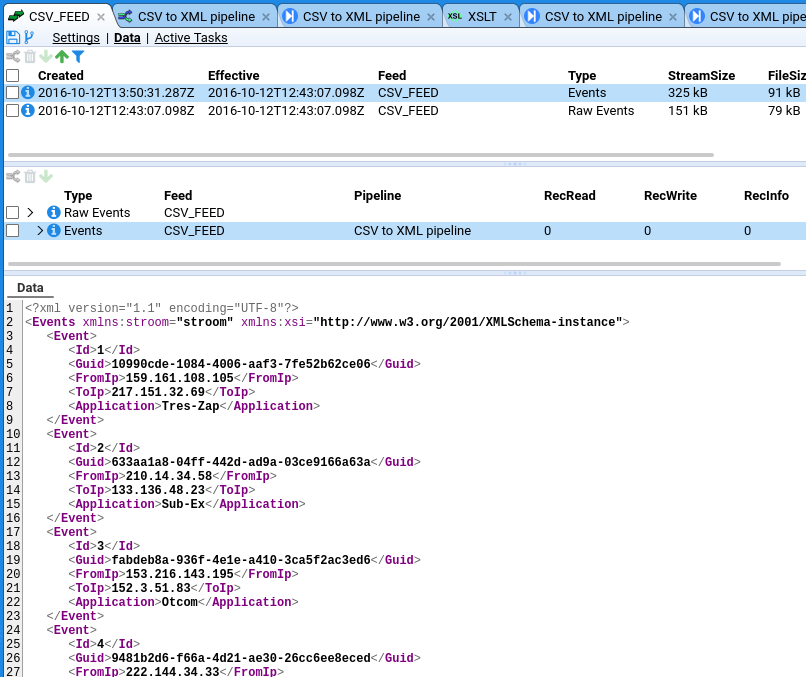 CSV_FEED × CSV to XML pipeline × CSV to XML pipeline × XSL XSLT × CSV to XML pipeline × CSV to XML pipe
Settings | Data | Active Tasks
Created Effective Feed Type StreamSize FileSiz
2016-10-12T13:50:31.287Z 2016-10-12T12:43:07.098Z CSV_FEED Events 325 kB 91 kB
2016-10-12T12:43:07.098Z 2016-10-12T12:43:07.098Z CSV_FEED Raw Events 151 kB 79 kB
Type Feed Pipeline RecRead RecWrite RecInfo
Raw Events CSV_FEED
Events CSV_FEED CSV to XML pipeline 0 0 0
Data
1 <?xml version="1.1" encoding="UTF-8"?>
2 <Events xmlns:stroom="stroom" xmlns:xsi="http://www.w3.org/2001/XMLSchema-instance">
3 <Event>
4 <Id>1</Id>
5 <Guid>10990cde-1084-4006-aaf3-7fe52b62ce06</Guid>
6 <FromIp>159.161.108.105</FromIp>
7 <ToIp>217.151.32.69</ToIp>
8 <Application>Tres-Zap</Application>
9 </Event>
10 <Event>
11 <Id>2</Id>
12 <Guid>633aa1a8-04ff-442d-ad9a-03ce9166a63a</Guid>
13 <FromIp>210.14.34.58</FromIp>
14 <ToIp>133.136.48.23</ToIp>
15 <Application>Sub-Ex</Application>
16 </Event>
17 <Event>
18 <Id>3</Id>
19 <Guid>fabdeb8a-936f-4e1e-a410-3ca5f2ac3ed6</Guid>
20 <FromIp>153.216.143.195</FromIp>
21 <ToIp>152.3.51.83</ToIp>
22 <Application>Otcom</Application>
23 </Event>
24 <Event>
25 <Id>4</Id>
26 <Guid>9481b2d6-f66a-4d21-ae30-26cc6ee8eced</Guid>
27 <FromIp>222.144.34.33</FromIp>